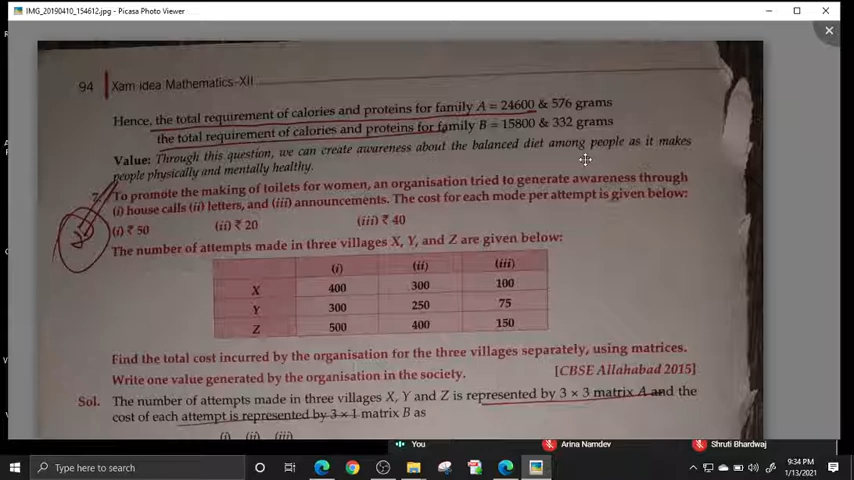 IMG_20190410_154612.jpg - Picasa Photo Viewer
94 Xam idea Mathematics–XII
Hence, the total requirement of calories and proteins for family A = 24600 & 576 grams
the total requirement of calories and proteins for family B = 15800 & 332 grams
Value: Through this question, we can create awareness about the balanced diet among people as it makes
people physically and mentally healthy.
7. To promote the making of toilets for women, an organisation tried to generate awareness through
(i) house calls (ii) letters, and (iii) announcements. The cost for each mode per attempt is given below:
(i) ₹ 50 (ii) ₹ 20 (iii) ₹ 40
The number of attempts made in three villages X, Y, and Z are given below:
(i) (ii) (iii)
X 400 300 100
Y 300 250 75
Z 500 400 150
Find the total cost incurred by the organisation for the three villages separately, using matrices.
Write one value generated by the organisation in the society. [CBSE Allahabad 2015]
Sol. The number of attempts made in three villages X, Y and Z is represented by 3 × 3 matrix A and the
cost of each attempt is represented by 3 × 1 matrix B as
(i) (ii) (iii)
You Arina Namdev Shruti Bhardwaj
Type here to search
9:34 PM
1/13/2021